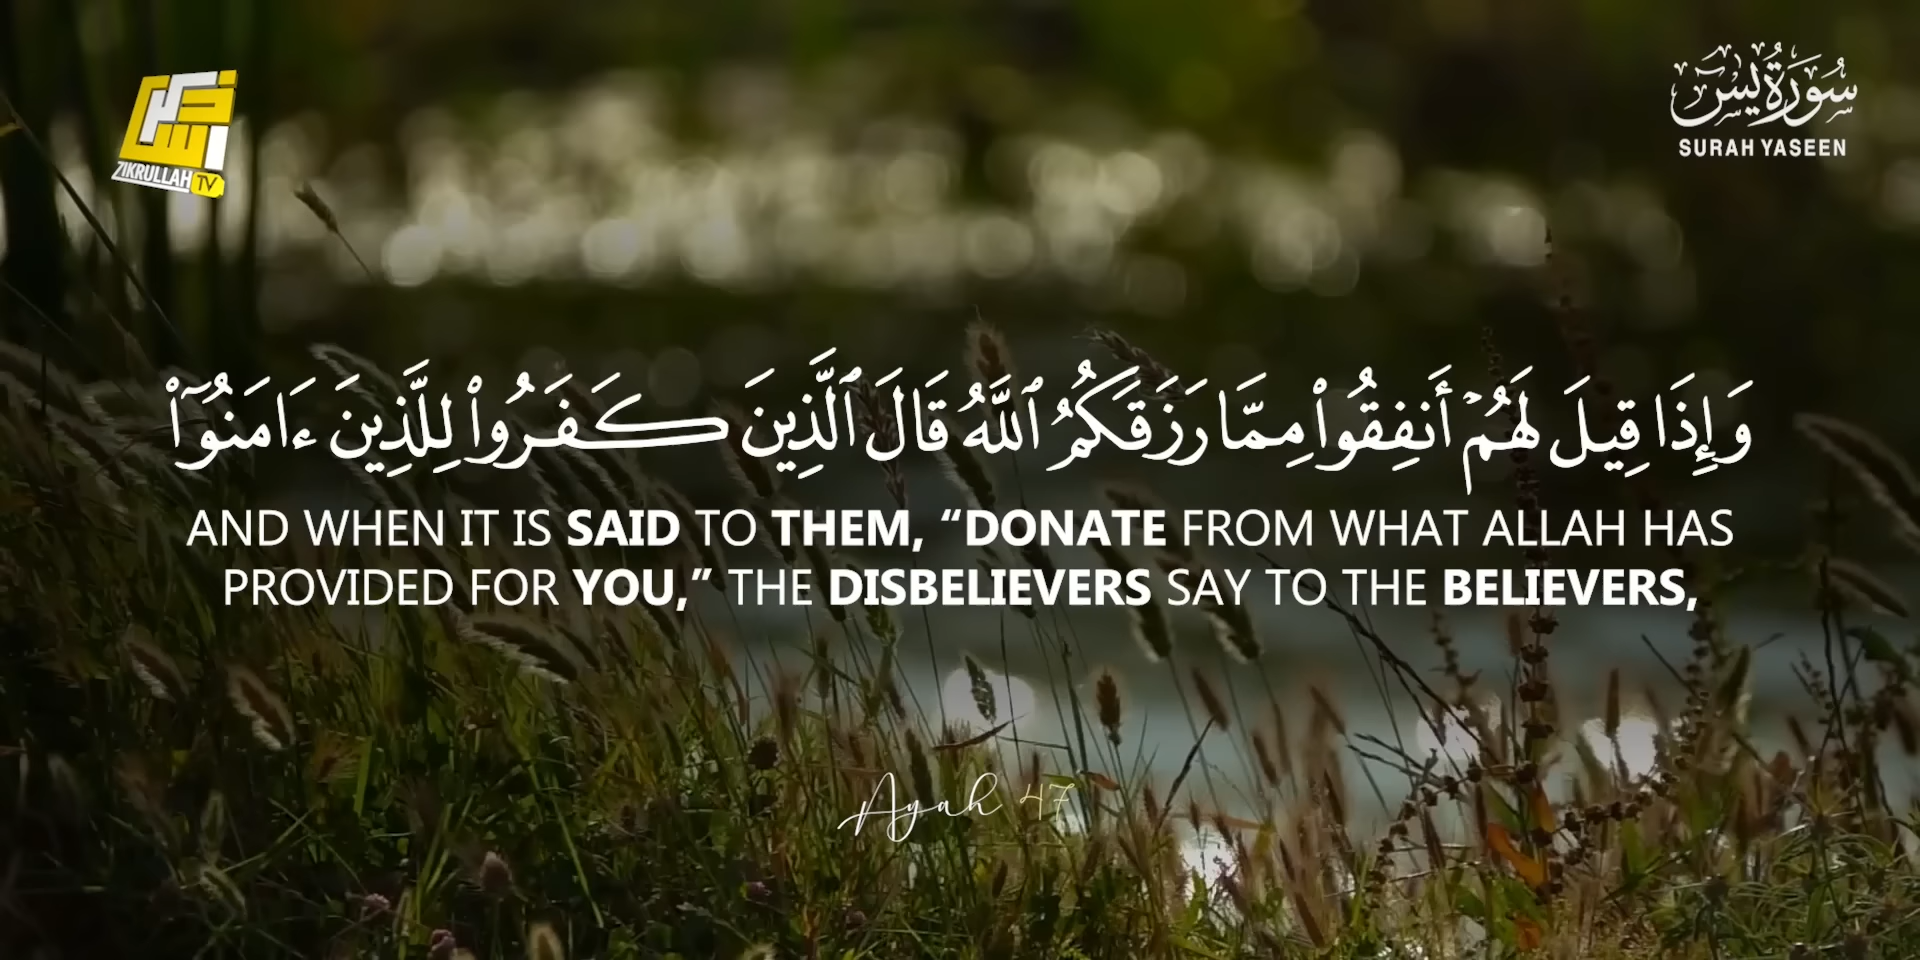 ذكر الله
ZIKRULLAH TV
سُورَةُ يسٓ
SURAH YASEEN
وَإِذَا قِيلَ لَهُمۡ أَنفِقُواْ مِمَّا رَزَقَكُمُ ٱللَّهُ قَالَ ٱلَّذِينَ كَفَرُواْ لِلَّذِينَ ءَامَنُوٓاْ
AND WHEN IT IS SAID TO THEM, “DONATE FROM WHAT ALLAH HAS
PROVIDED FOR YOU,” THE DISBELIEVERS SAY TO THE BELIEVERS,
Ayah 47